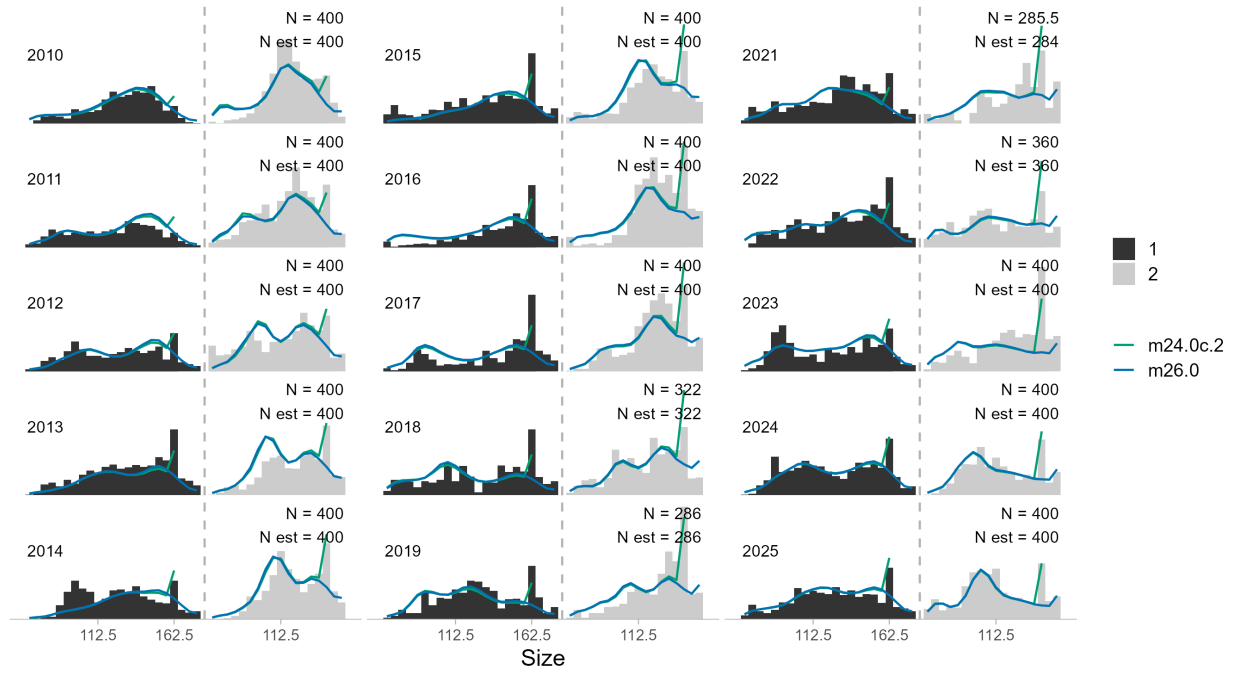 N = 400
N = 400
N = 285.5
2010
N est = 400
2015
N est = 400
2021
N est = 284
N = 400
N = 400
N = 360
2011
N est = 400
2016
N est = 400
2022
N est = 360
N = 400
N = 400
N = 400
2012
N est = 400
2017
N est = 400
2023
N est = 400
N = 400
N = 322
N = 400
2013
N est = 400
2018
N est = 322
2024
N est = 400
N = 400
N = 286
N = 400
2014
N est = 400
2019
N est = 286
2025
N est = 400
112.5 162.5 112.5 112.5 162.5 112.5 112.5 162.5 112.5
Size
1
2
m24.0c.2
m26.0